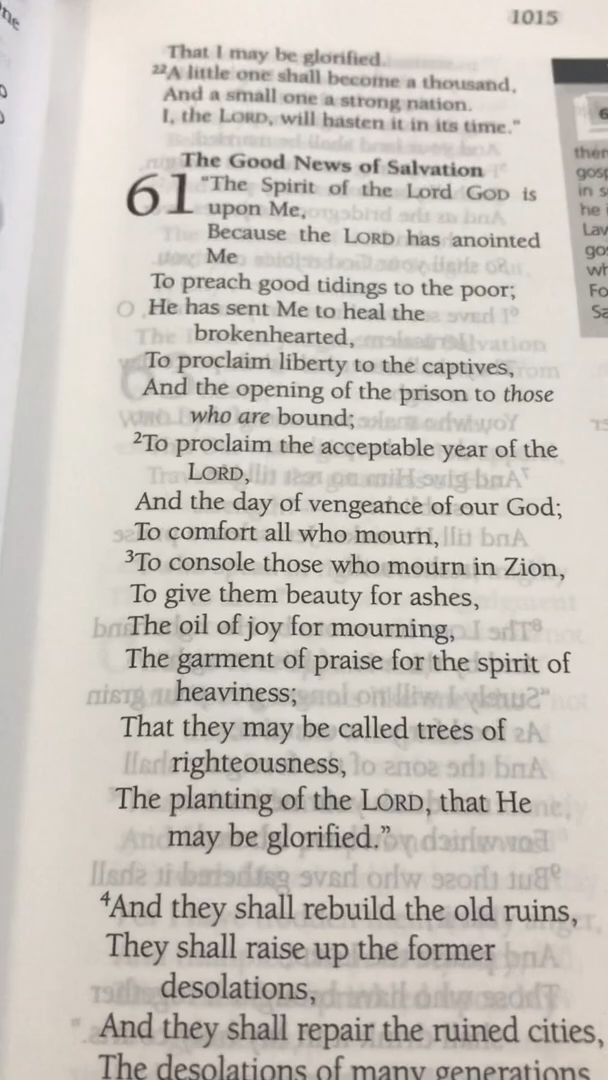 1015
That I may be glorified.
22A little one shall become a thousand,
And a small one a strong nation.
I, the LORD, will hasten it in its time."
The Good News of Salvation
61 "The Spirit of the Lord GOD is
upon Me,
Because the LORD has anointed
Me
To preach good tidings to the poor;
He has sent Me to heal the
brokenhearted,
To proclaim liberty to the captives,
And the opening of the prison to those
who are bound;
2To proclaim the acceptable year of the
LORD,
And the day of vengeance of our God;
To comfort all who mourn,
3To console those who mourn in Zion,
To give them beauty for ashes,
The oil of joy for mourning,
The garment of praise for the spirit of
heaviness;
That they may be called trees of
righteousness,
The planting of the LORD, that He
may be glorified.”
4And they shall rebuild the old ruins,
They shall raise up the former
desolations,
And they shall repair the ruined cities,
The desolations of many generations